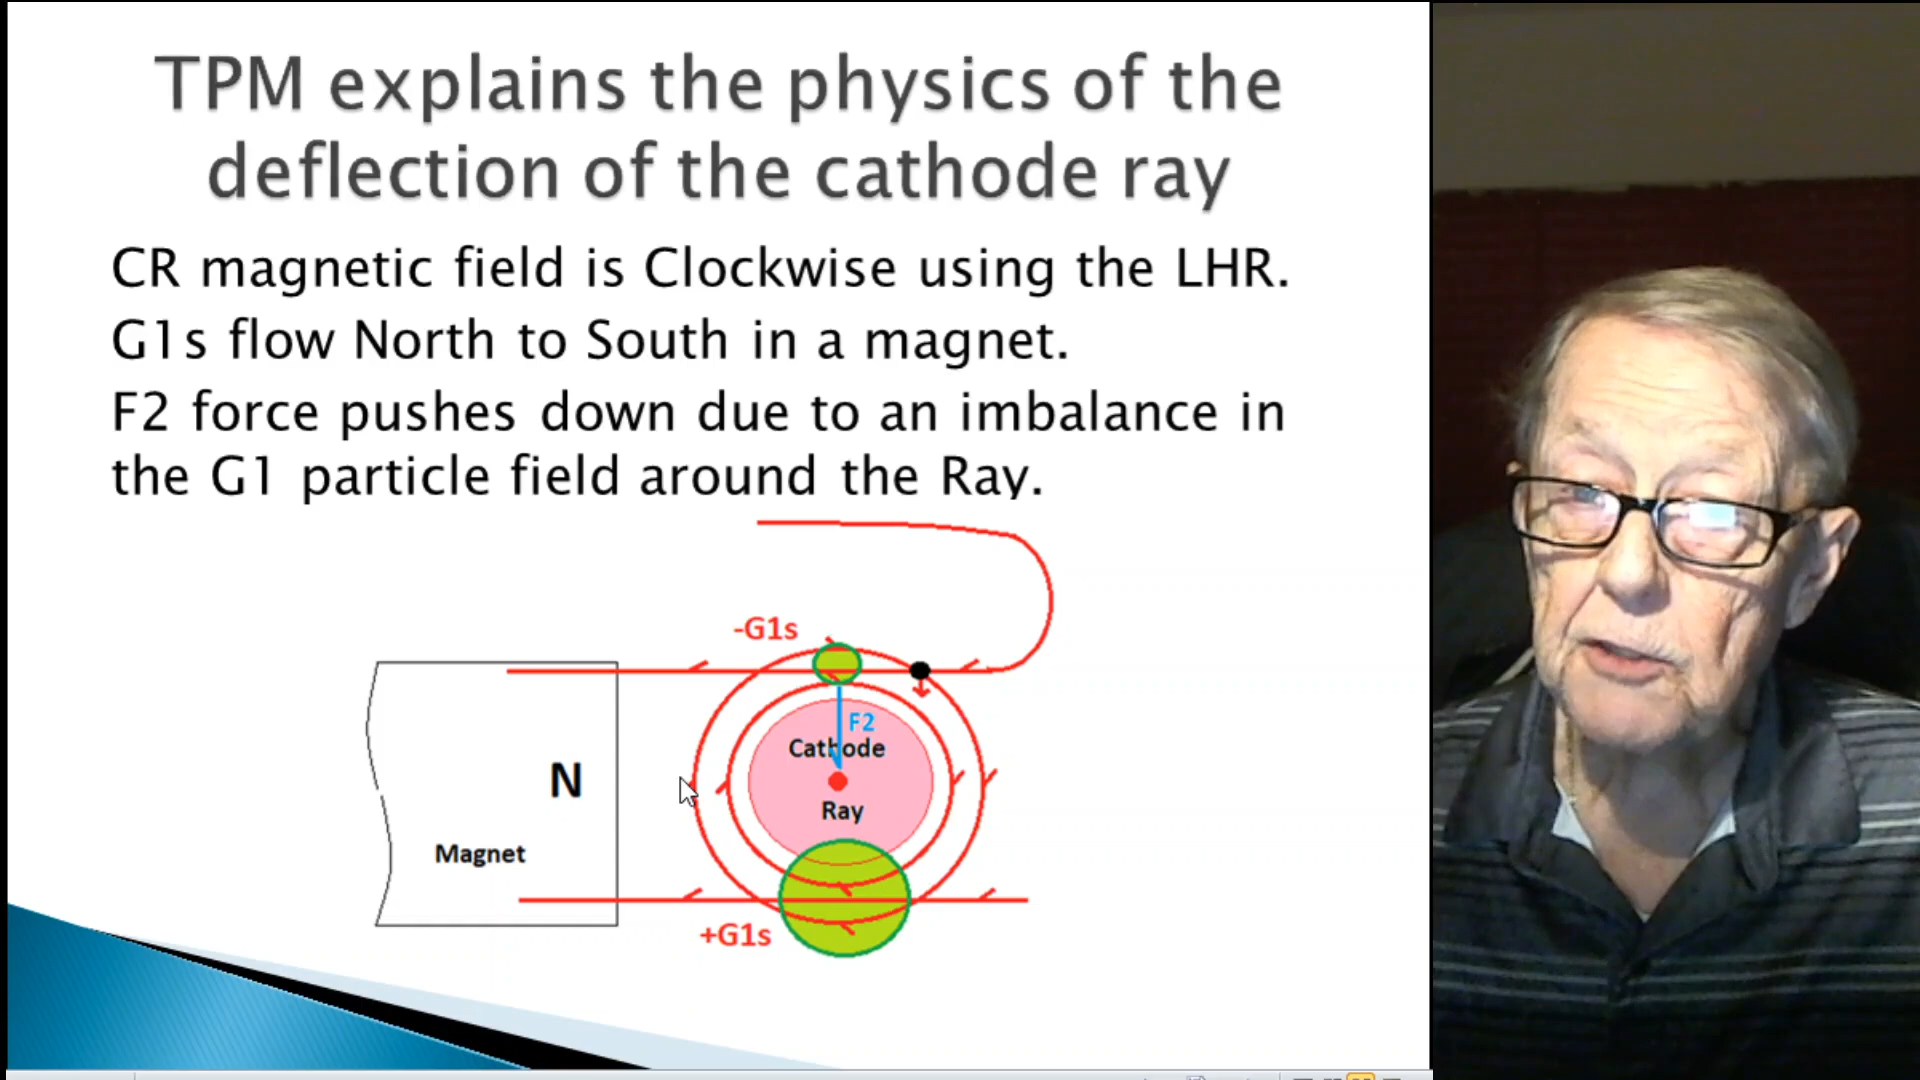 TPM explains the physics of the
deflection of the cathode ray
CR magnetic field is Clockwise using the LHR.
G1s flow North to South in a magnet.
F2 force pushes down due to an imbalance in
the G1 particle field around the Ray.
-G1s
F2
Cathode
Ray
N
Magnet
+G1s